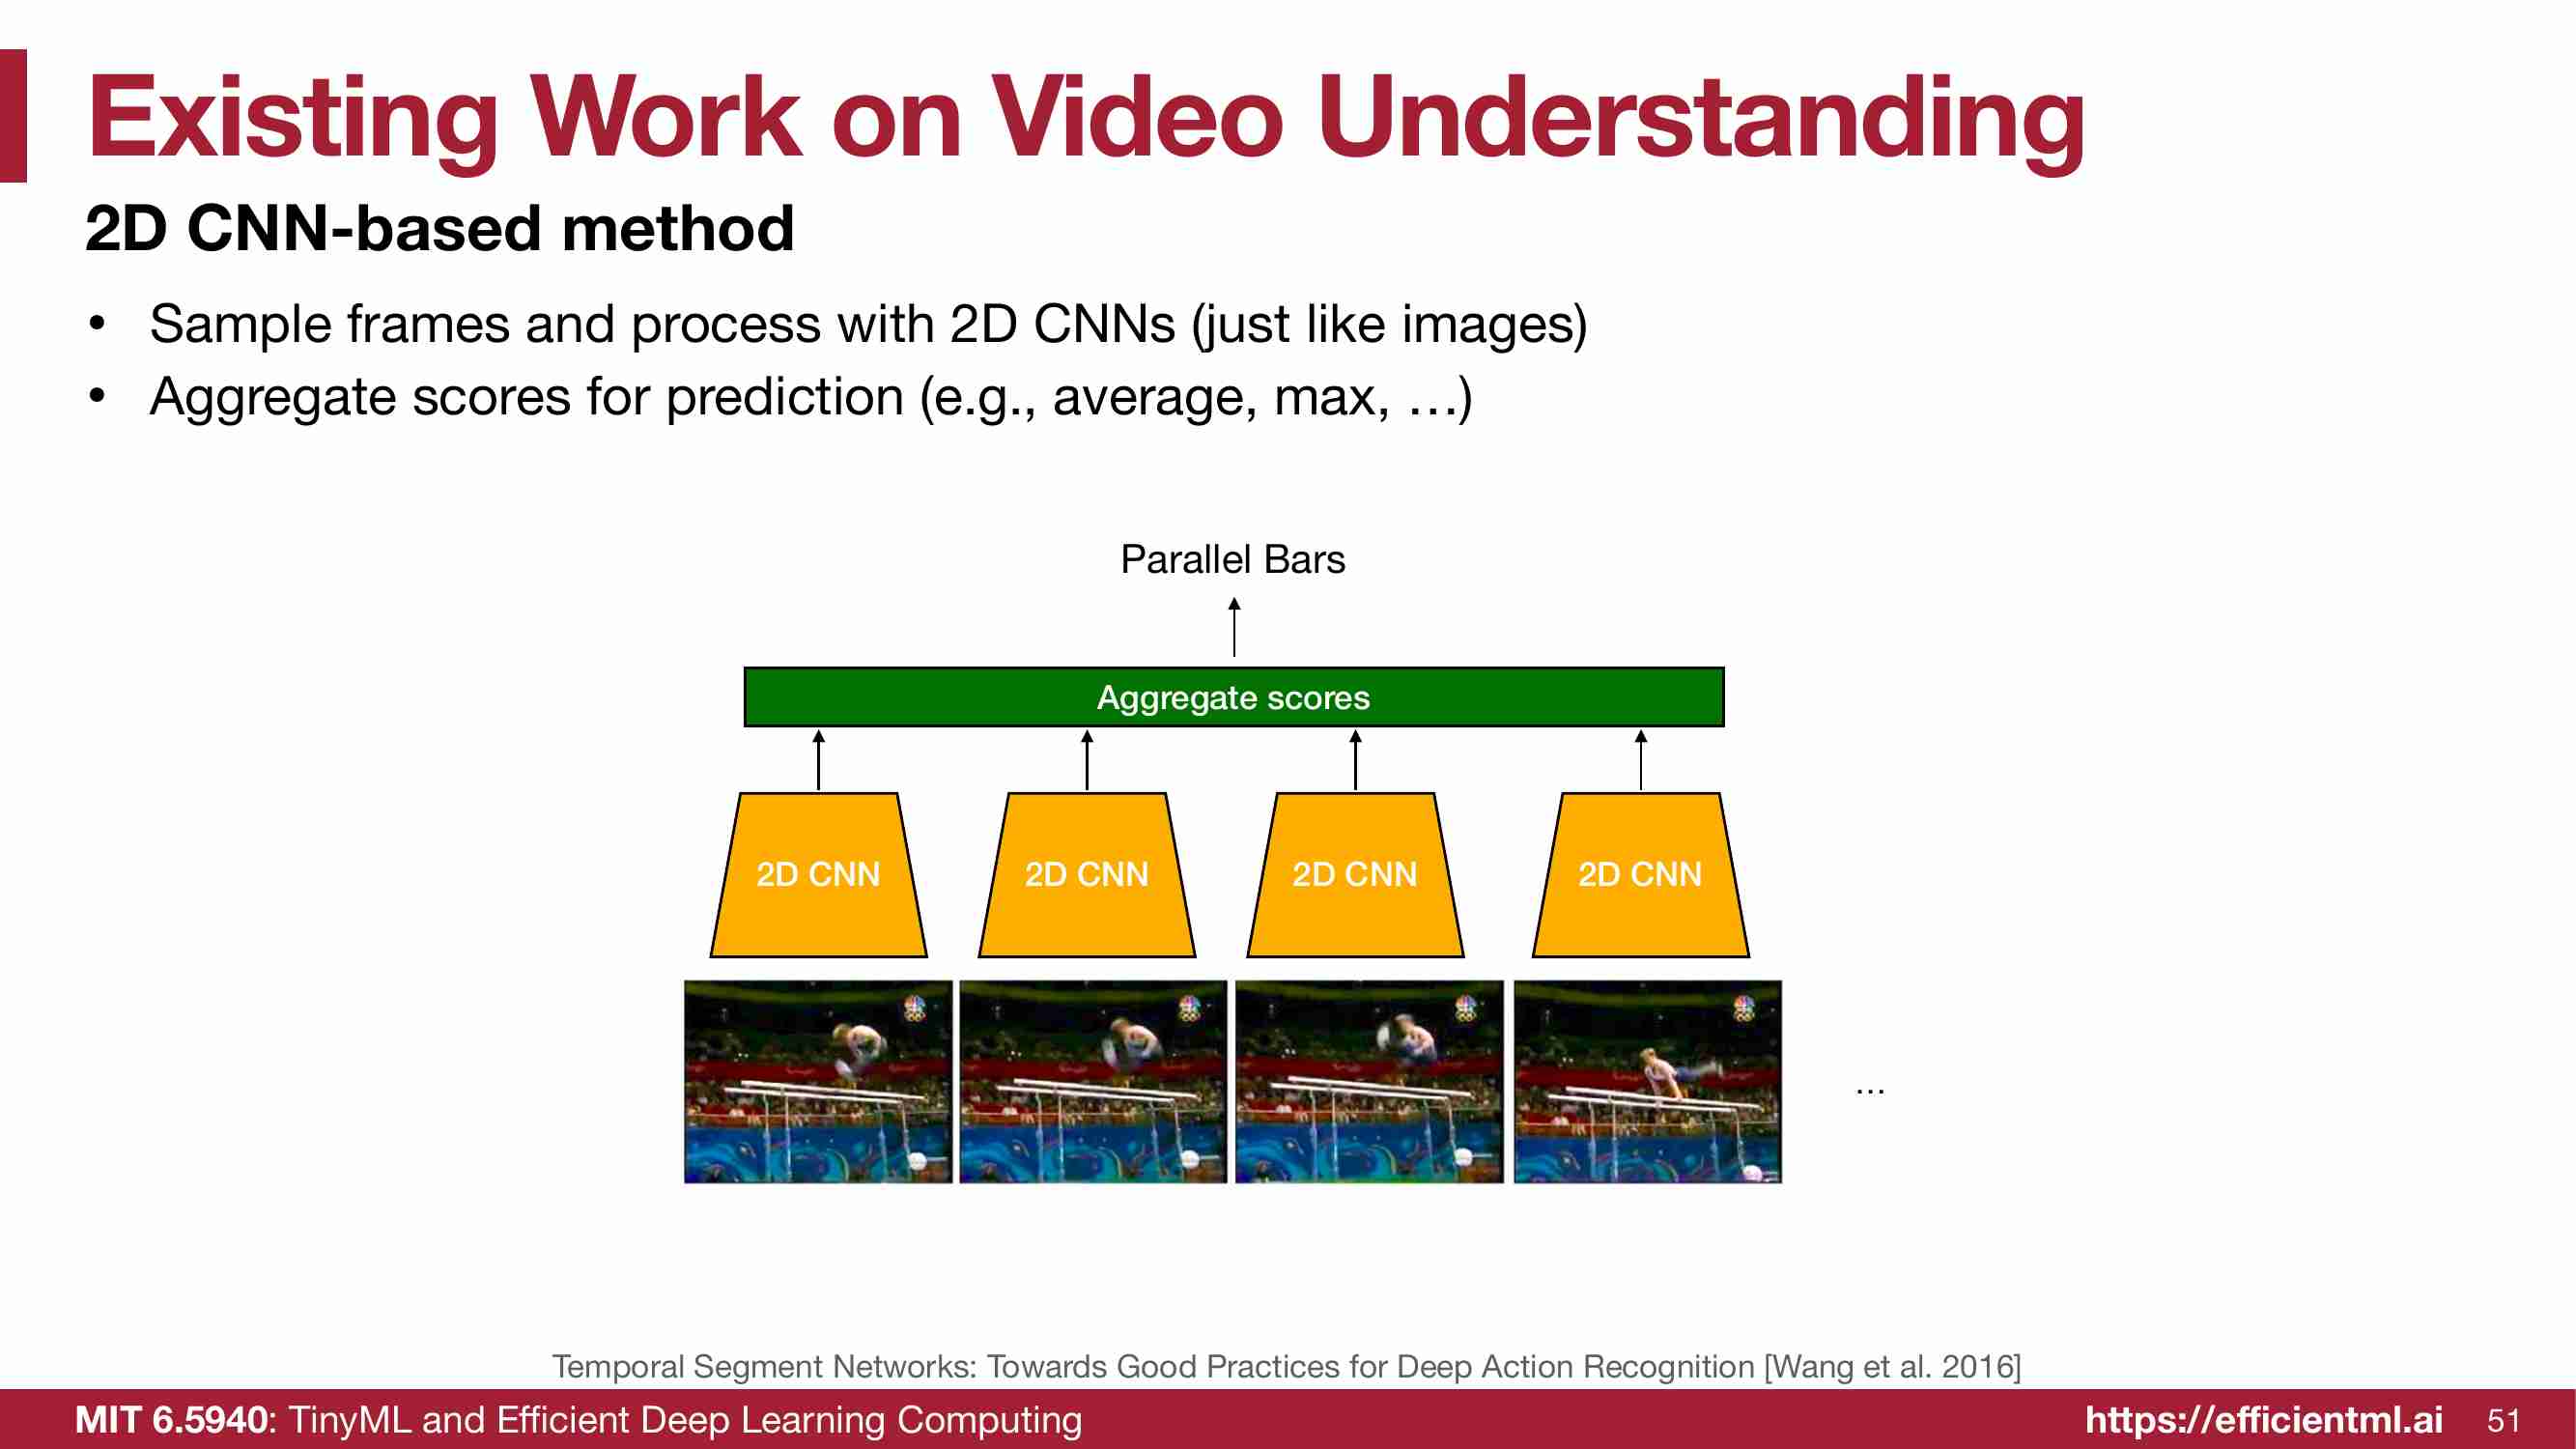 Existing Work on Video Understanding
2D CNN-based method
• Sample frames and process with 2D CNNs (just like images)
• Aggregate scores for prediction (e.g., average, max, …)
Parallel Bars
Aggregate scores
2D CNN 2D CNN 2D CNN 2D CNN
…
Temporal Segment Networks: Towards Good Practices for Deep Action Recognition [Wang et al. 2016]
MIT 6.5940: TinyML and Efficient Deep Learning Computing https://efficientml.ai 51